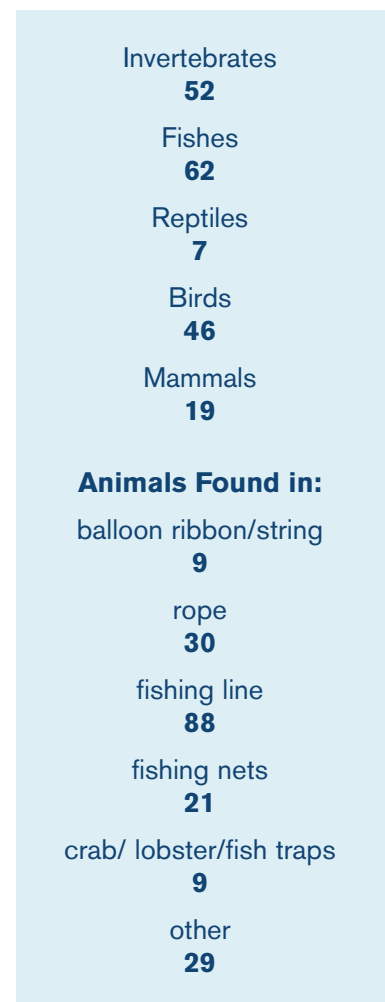 Invertebrates
52
Fishes
62
Reptiles
7
Birds
46
Mammals
19
Animals Found in:
balloon ribbon/string
9
rope
30
fishing line
88
fishing nets
21
crab/ lobster/fish traps
9
other
29